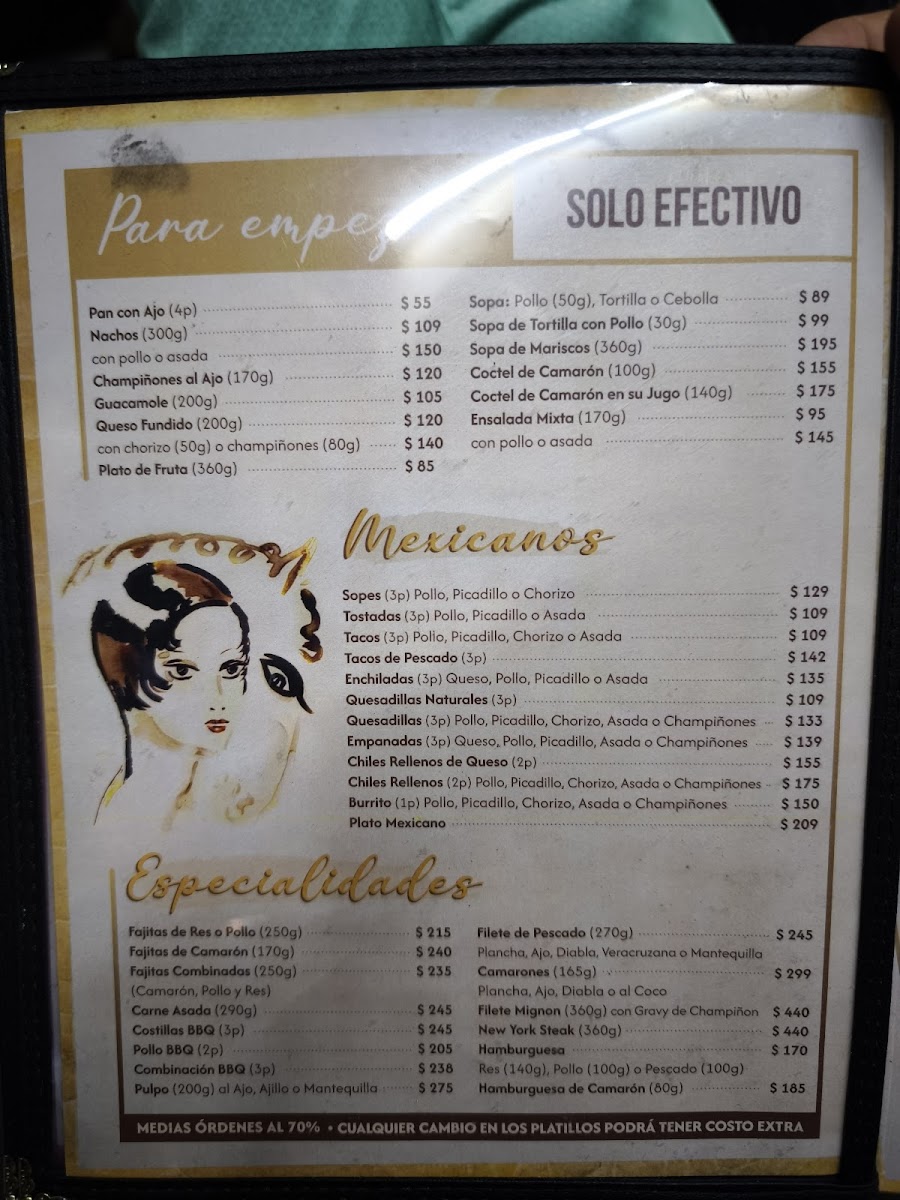 Para empez
SOLO EFECTIVO
Pan con Ajo (4p) $ 55
Nachos (300g) $ 109
con pollo o asada $ 150
Champiñones al Ajo (170g) $ 120
Guacamole (200g) $ 105
Queso Fundido (200g) $ 120
con chorizo (50g) o champiñones (80g) $ 140
Plato de Fruta (360g) $ 85
Sopa: Pollo (50g), Tortilla o Cebolla $ 89
Sopa de Tortilla con Pollo (30g) $ 99
Sopa de Mariscos (360g) $ 195
Coctel de Camarón (100g) $ 155
Coctel de Camarón en su Jugo (140g) $ 175
Ensalada Mixta (170g) $ 95
con pollo o asada $ 145
Mexicanos
Sopes (3p) Pollo, Picadillo o Chorizo $ 129
Tostadas (3p) Pollo, Picadillo o Asada $ 109
Tacos (3p) Pollo, Picadillo, Chorizo o Asada $ 109
Tacos de Pescado (3p) $ 142
Enchiladas (3p) Queso, Pollo, Picadillo o Asada $ 135
Quesadillas Naturales (3p) $ 109
Quesadillas (3p) Pollo, Picadillo, Chorizo, Asada o Champiñones $ 133
Empanadas (3p) Queso, Pollo, Picadillo, Asada o Champiñones $ 139
Chiles Rellenos de Queso (2p) $ 155
Chiles Rellenos (2p) Pollo, Picadillo, Chorizo, Asada o Champiñones $ 175
Burrito (1p) Pollo, Picadillo, Chorizo, Asada o Champiñones $ 150
Plato Mexicano $ 209
Especialidades
Fajitas de Res o Pollo (250g) $ 215
Fajitas de Camarón (170g) $ 240
Fajitas Combinadas (250g) $ 235
(Camarón, Pollo y Res)
Carne Asada (290g) $ 245
Costillas BBQ (3p) $ 245
Pollo BBQ (2p) $ 205
Combinación BBQ (3p) $ 238
Pulpo (200g) al Ajo, Ajillo o Mantequilla $ 275
Filete de Pescado (270g) $ 245
Plancha, Ajo, Diabla, Veracruzana o Mantequilla
Camarones (165g) $ 299
Plancha, Ajo, Diabla o al Coco
Filete Mignon (360g) con Gravy de Champiñon $ 440
New York Steak (360g) $ 440
Hamburguesa $ 170
Res (140g), Pollo (100g) o Pescado (100g)
Hamburguesa de Camarón (80g) $ 185
MEDIAS ÓRDENES AL 70% • CUALQUIER CAMBIO EN LOS PLATILLOS PODRÁ TENER COSTO EXTRA